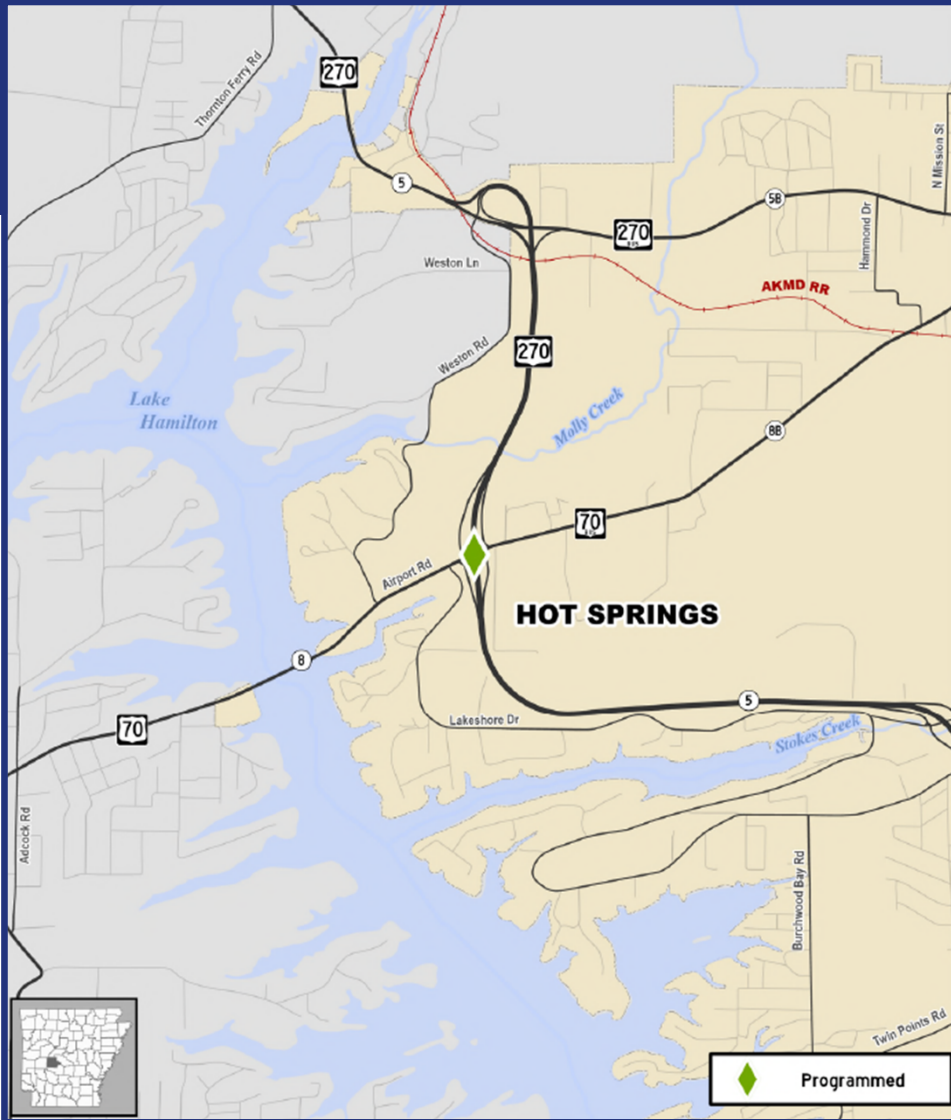 Thornton Ferry Rd
270
5
N Mission St
5B
270
Hammond Dr
Weston Ln
AKMD RR
270
Weston Rd
Lake
Hamilton
Molly Creek
8B
70
Airport Rd
HOT SPRINGS
8
5
70
Lakeshore Dr
Stokes Creek
Adcock Rd
Burchwood Bay Rd
Twin Points Rd
Programmed